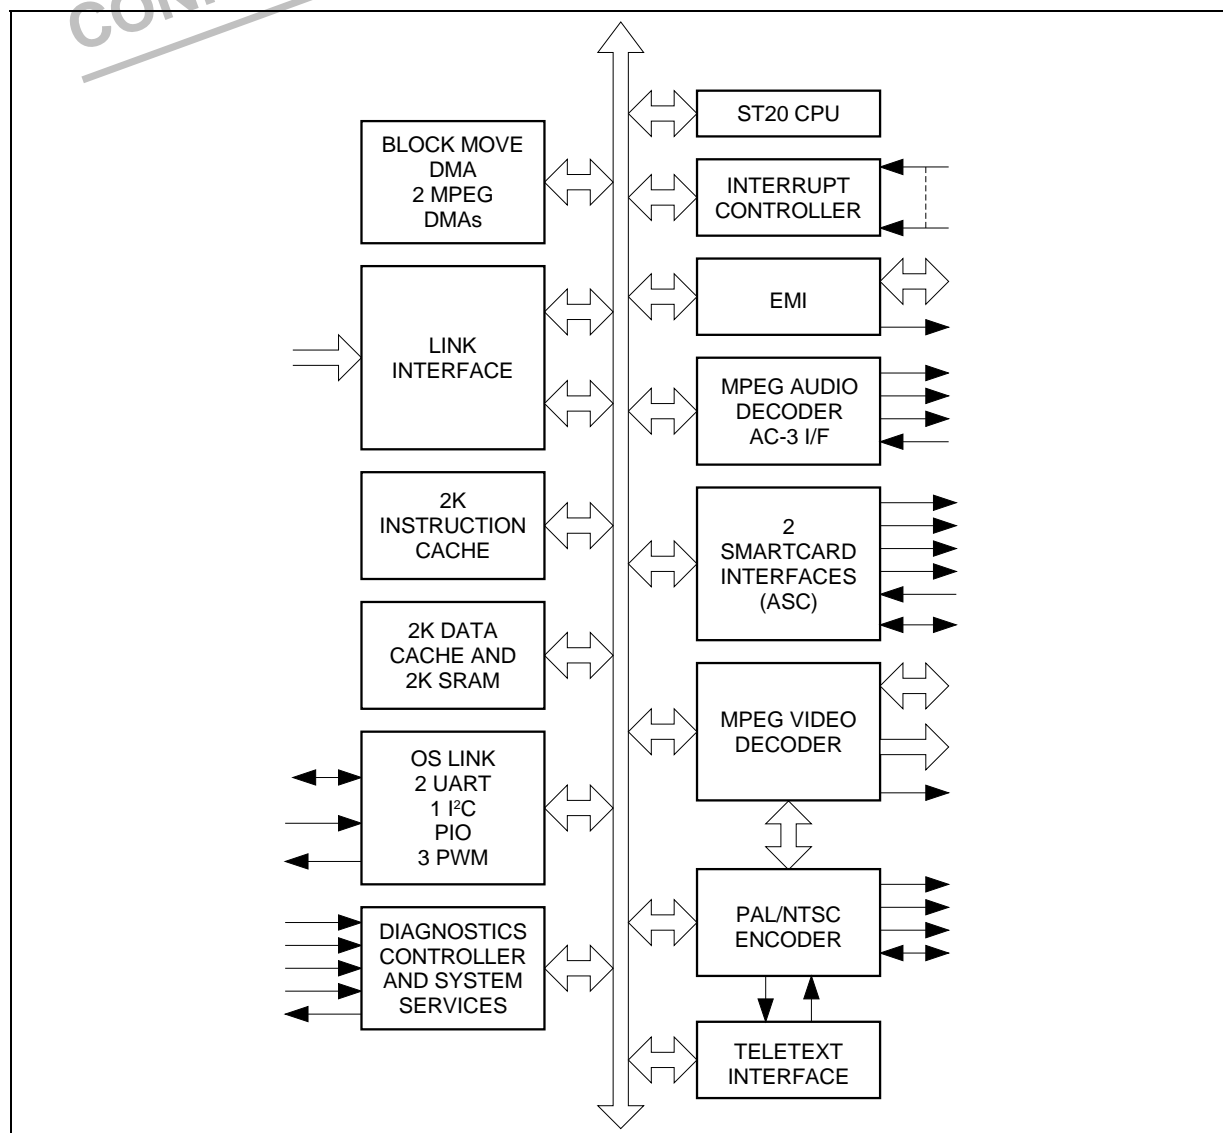 BLOCK MOVE
DMA
2 MPEG
DMAs
LINK
INTERFACE
2K
INSTRUCTION
CACHE
2K DATA
CACHE AND
2K SRAM
OS LINK
2 UART
1 I²C
PIO
3 PWM
DIAGNOSTICS
CONTROLLER
AND SYSTEM
SERVICES
ST20 CPU
INTERRUPT
CONTROLLER
EMI
MPEG AUDIO
DECODER
AC-3 I/F
2
SMARTCARD
INTERFACES
(ASC)
MPEG VIDEO
DECODER
PAL/NTSC
ENCODER
TELETEXT
INTERFACE